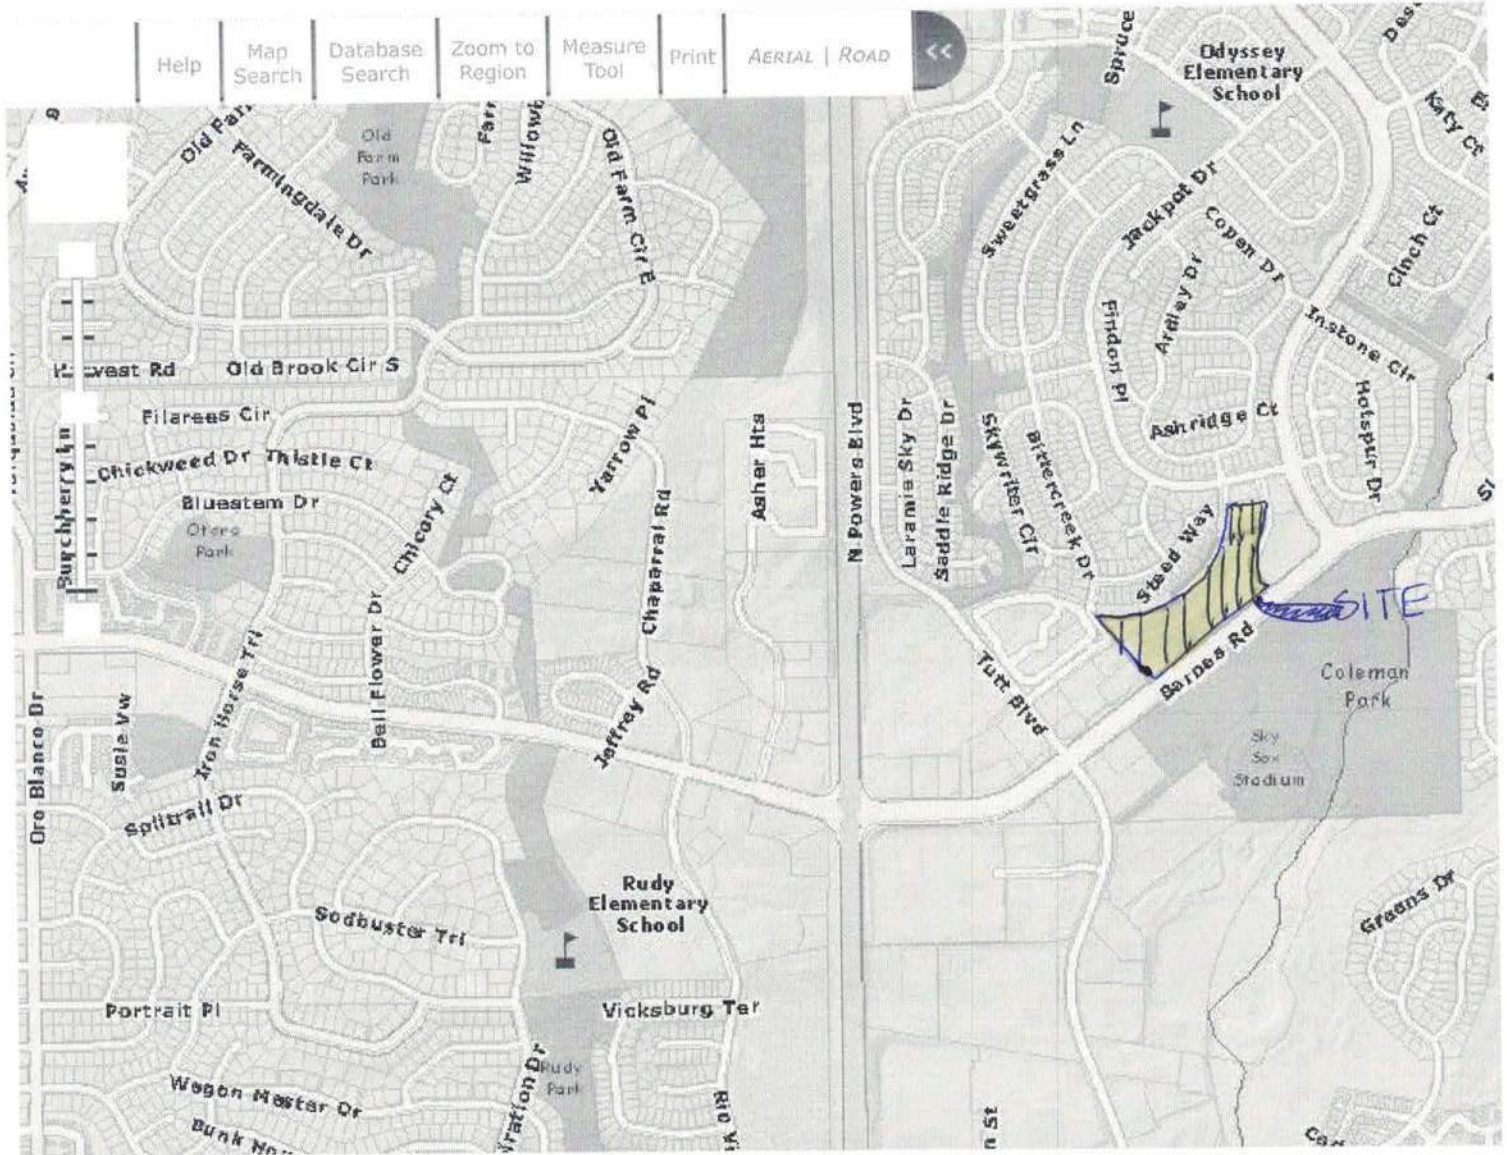 Help
Map
Search
Database
Search
Zoom to
Region
Measure
Tool
Print
AERIAL | ROAD
<<
Spruce
Odyssey
Elementary
School
Katy Ct
Old Farm
Park
Farmingdale Dr
Old Farm Cir E
Sweetgrass Ln
Jackpot Dr
Copen Dr
Cinch Ct
Ardley Dr
Findon Pl
Instone Cir
Old Brook Cir S
Filarees Cir
Yarrow Pl
Asher Hts
N Powers Blvd
Laramie Sky Dr
Saddle Ridge Dr
Skywriter Cir
Bittercreek Dr
Ashridge Ct
Hotspur Dr
Chickweed Dr
Thistle Ct
Bluestem Dr
Otero
Park
Chicory Ct
Chaparral Rd
Steed Way
SITE
Barnes Rd
Coleman
Park
Sky
Sox
Stadium
Tutt Blvd
Bell Flower Dr
Iron Horse Trl
Jeffrey Rd
Oro Blanco Dr
Susie Vw
Splitrail Dr
Rudy
Elementary
School
Sodbuster Trl
Greens Dr
Portrait Pl
Vicksburg Ter
Rudy
Park
Wagon Master Dr
n St